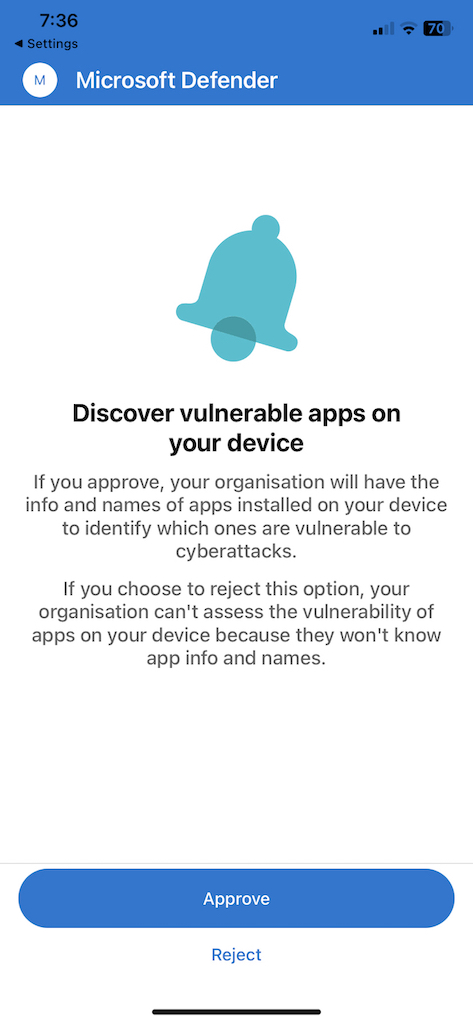 7:36
70
◀ Settings
M
Microsoft Defender
Discover vulnerable apps on
your device
If you approve, your organisation will have the
info and names of apps installed on your device
to identify which ones are vulnerable to
cyberattacks.
If you choose to reject this option, your
organisation can't assess the vulnerability of
apps on your device because they won't know
app info and names.
Approve
Reject